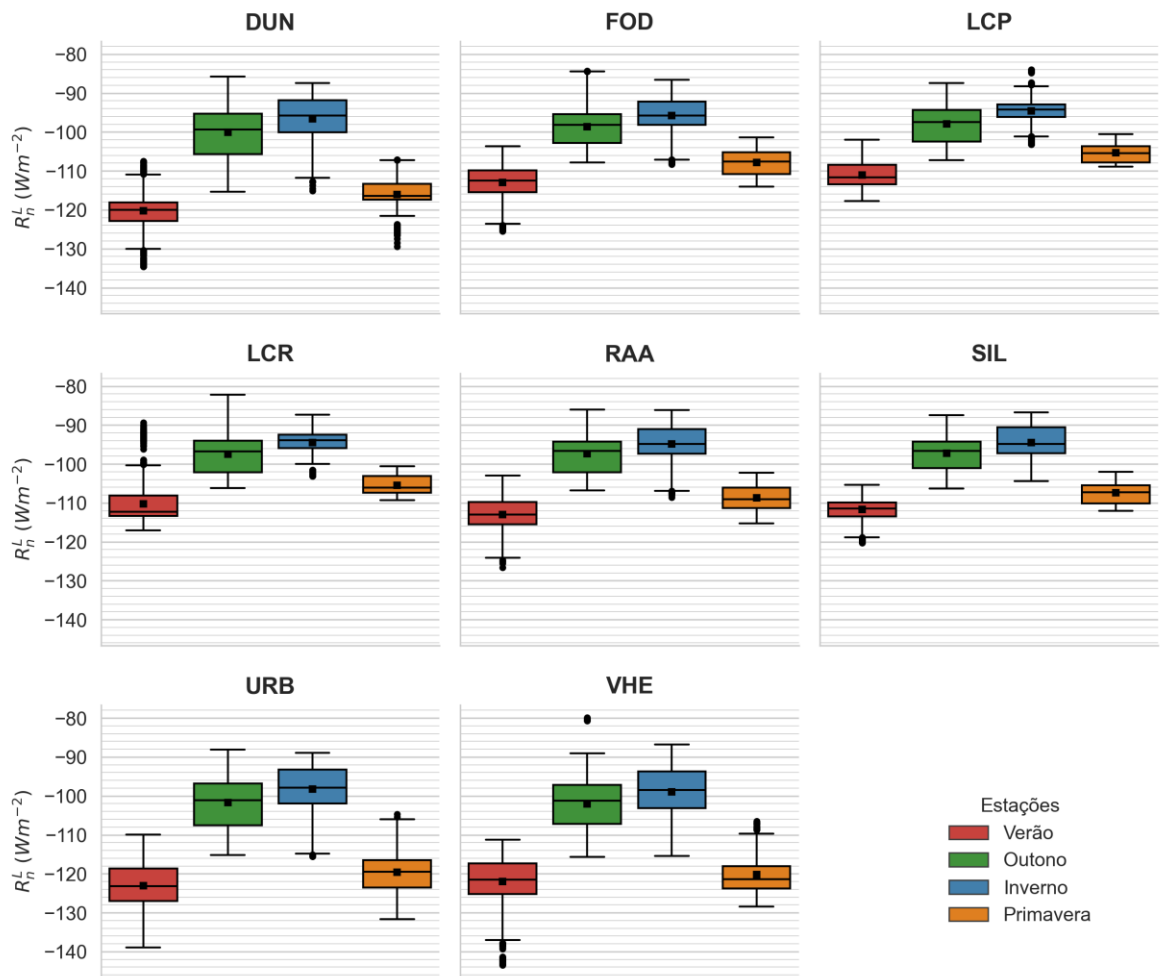 DUN FOD LCP
−80
−90
−100
−110
−120
−130
−140
R_n^L (Wm^−2)
LCR RAA SIL
−80
−90
−100
−110
−120
−130
−140
R_n^L (Wm^−2)
URB VHE
−80
−90
−100
−110
−120
−130
−140
R_n^L (Wm^−2)
Estações
Verão
Outono
Inverno
Primavera